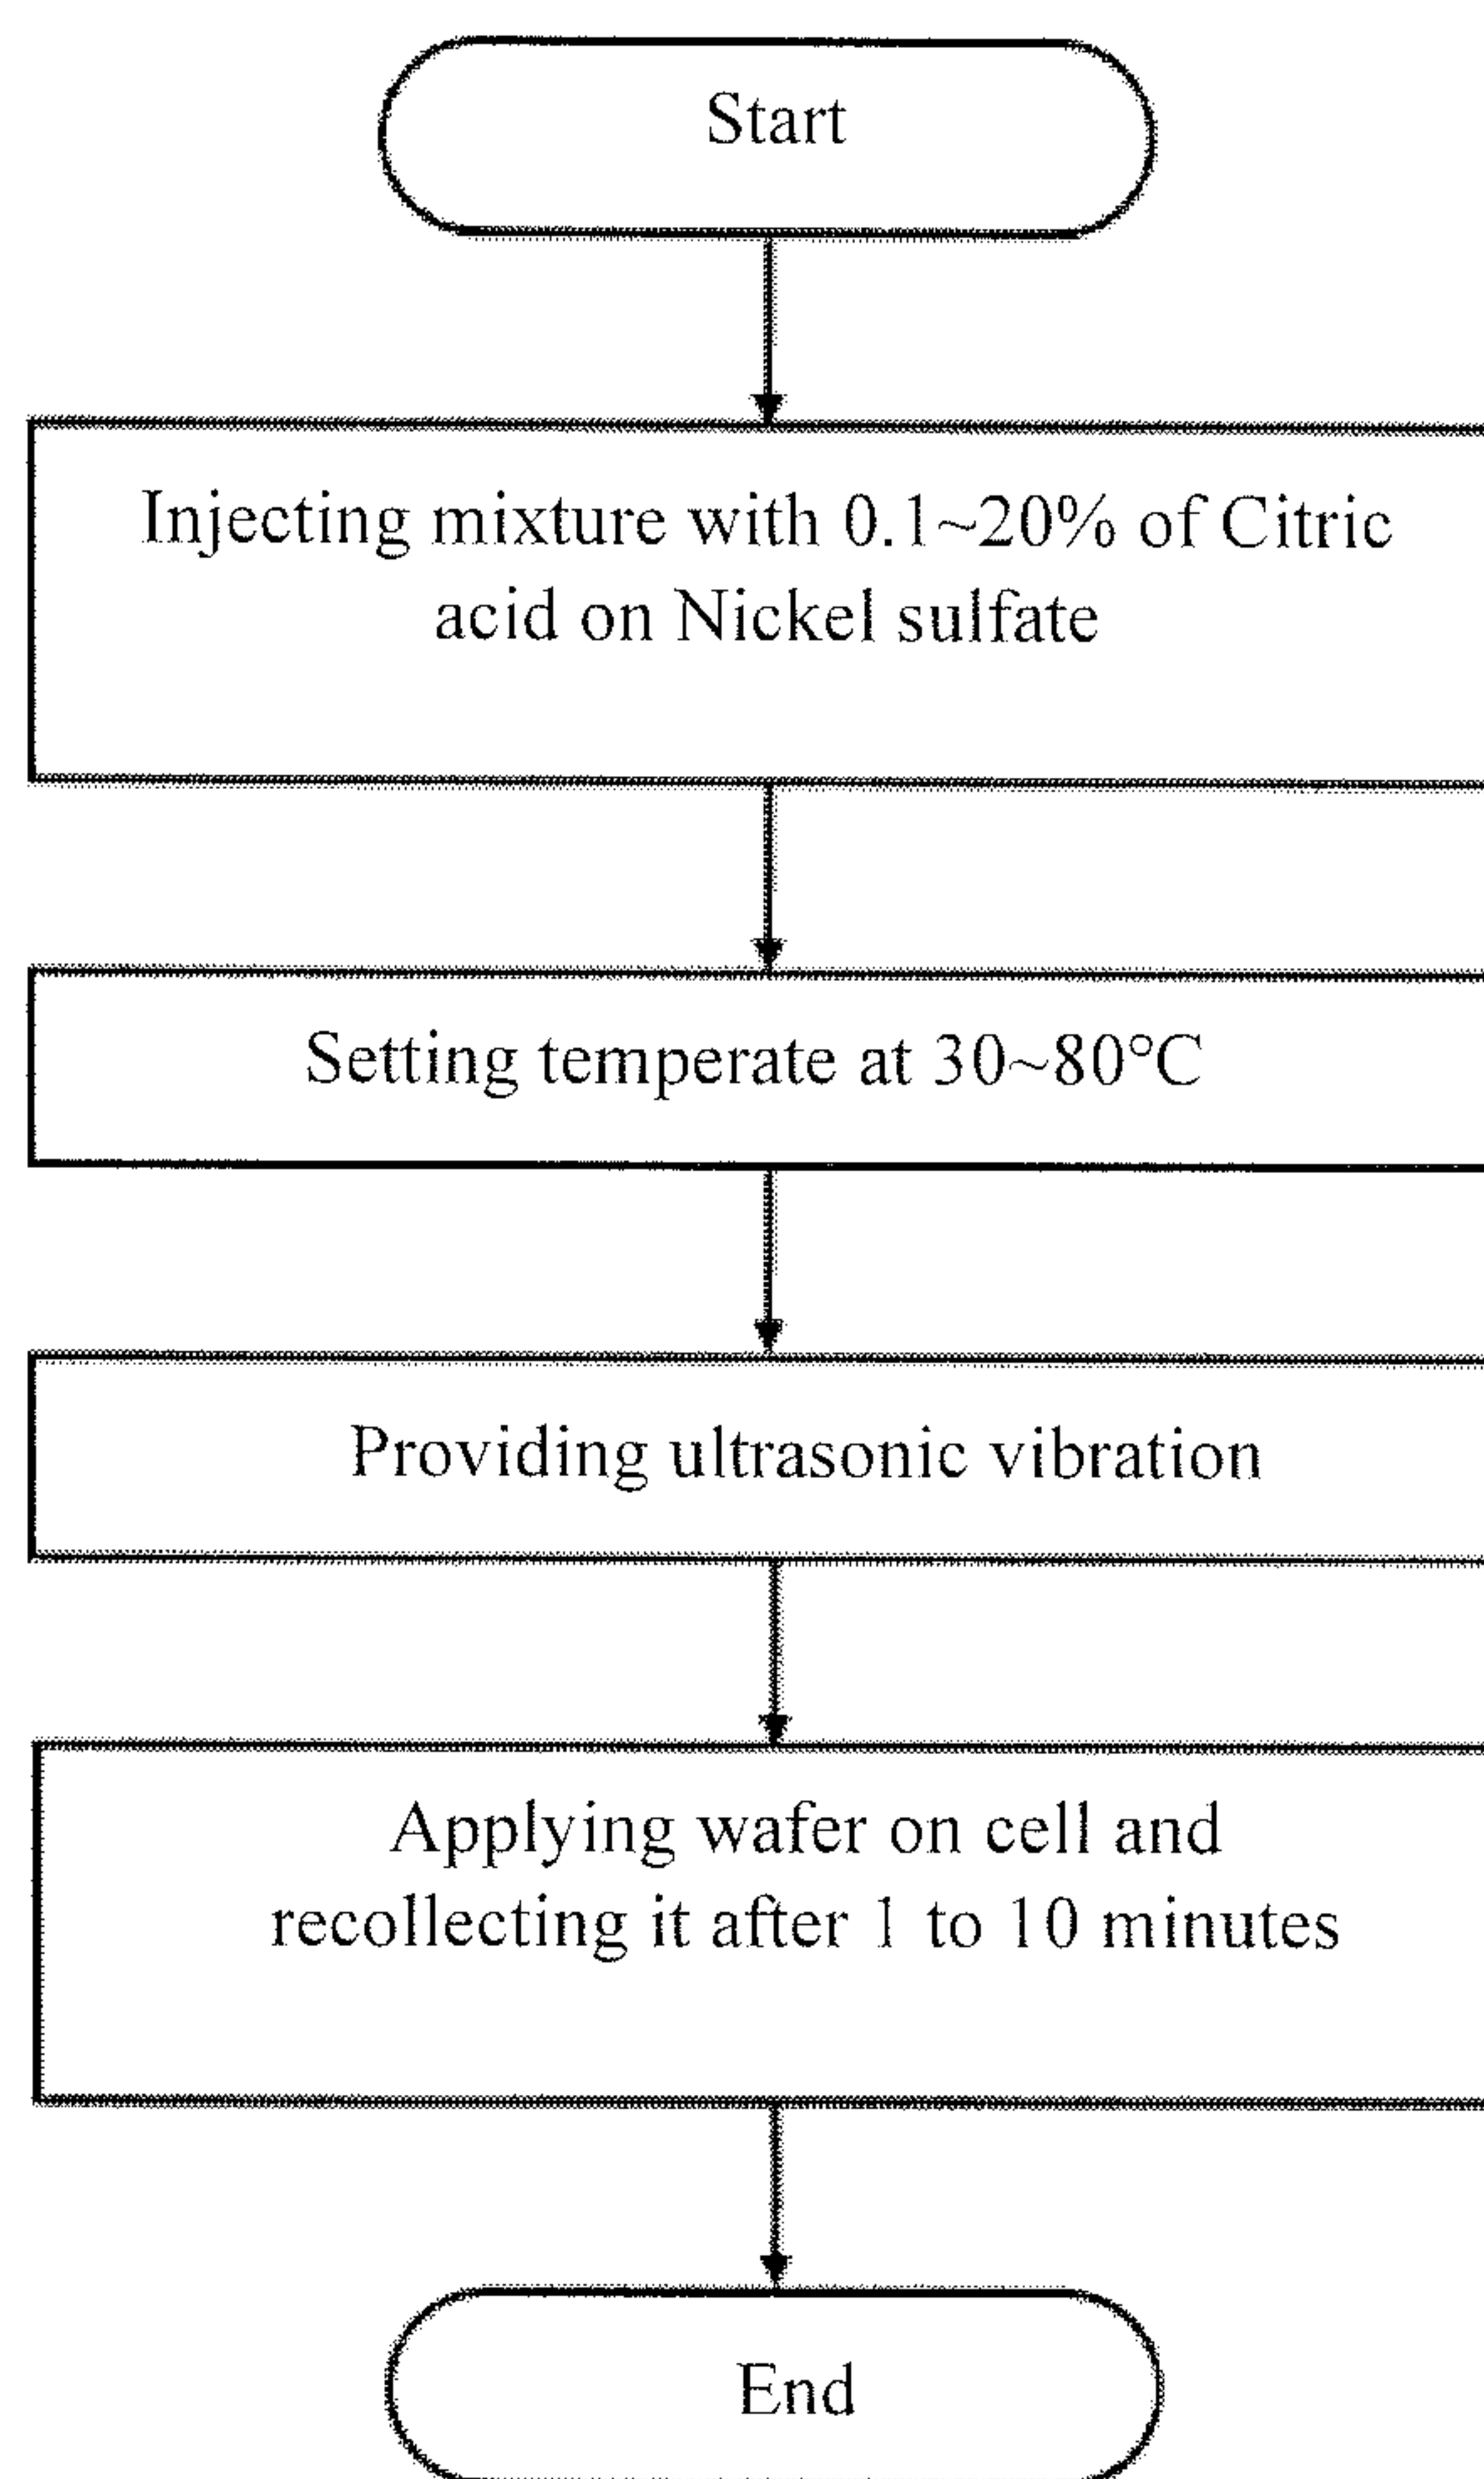 Start
Injecting mixture with 0.1~20% of Citric
acid on Nickel sulfate
Setting temperate at 30~80°C
Providing ultrasonic vibration
Applying wafer on cell and
recollecting it after 1 to 10 minutes
End